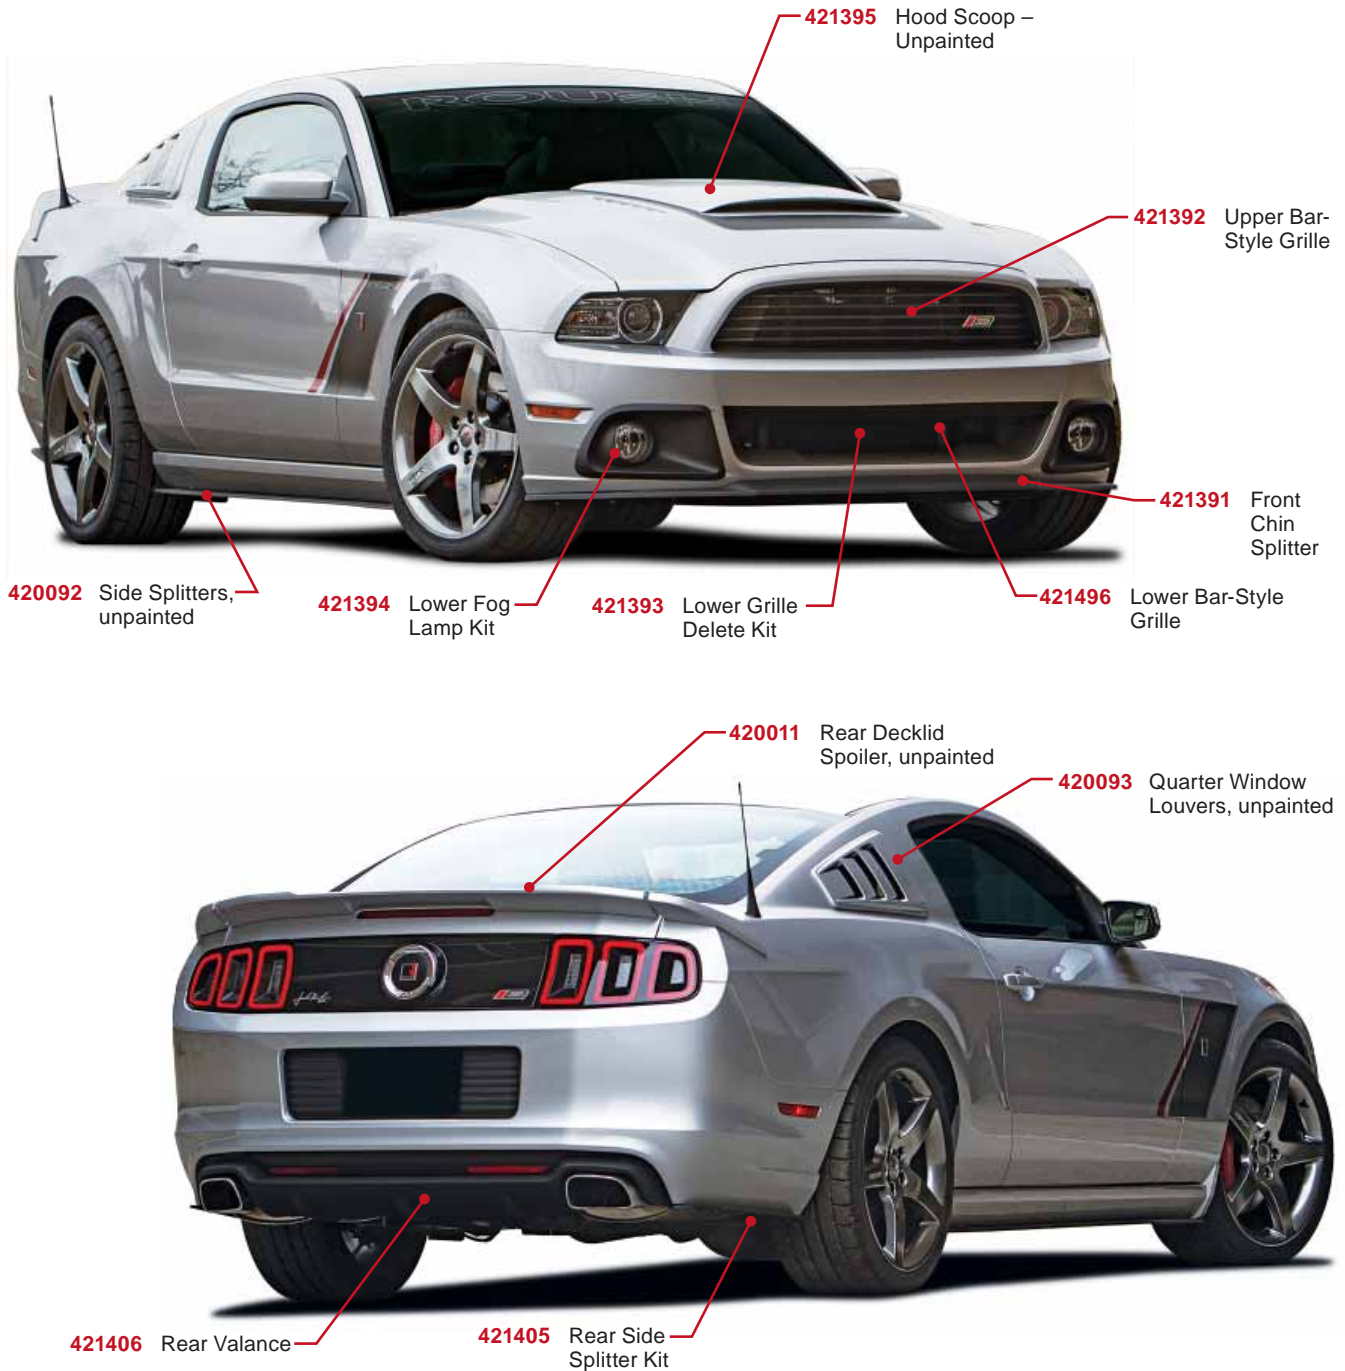 421395 Hood Scoop –
Unpainted
ROUSH
421392 Upper Bar-
Style Grille
421391 Front
Chin
Splitter
420092 Side Splitters,
unpainted
421394 Lower Fog
Lamp Kit
421393 Lower Grille
Delete Kit
421496 Lower Bar-Style
Grille
420011 Rear Decklid
Spoiler, unpainted
420093 Quarter Window
Louvers, unpainted
421406 Rear Valance
421405 Rear Side
Splitter Kit